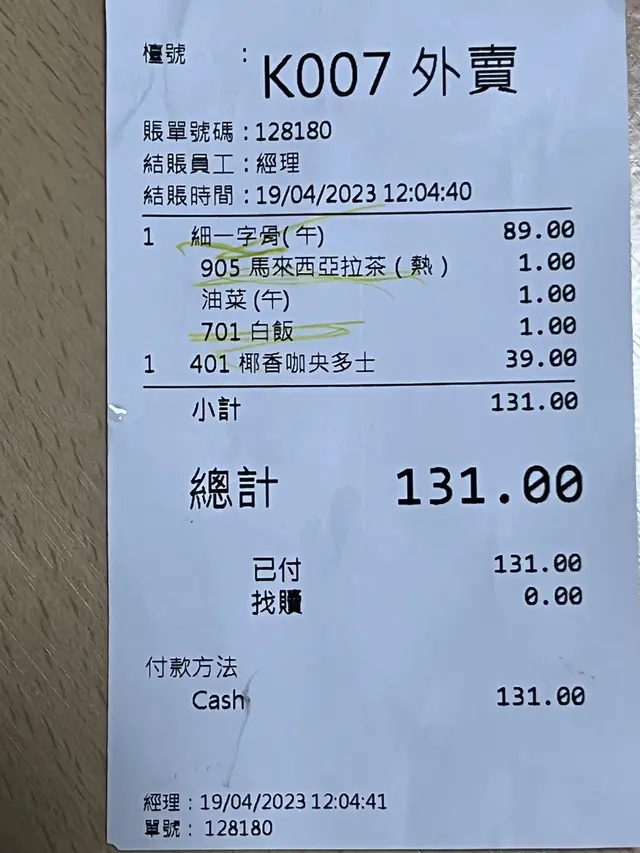 檯號 : K007 外賣
賬單號碼 : 128180
結賬員工 : 經理
結賬時間 : 19/04/2023 12:04:40
1 細一字骨(午) 89.00
905 馬來西亞拉茶 ( 熱 ) 1.00
油菜 (午) 1.00
701 白飯 1.00
1 401 椰香咖央多士 39.00
小計 131.00
總計 131.00
已付 131.00
找贖 0.00
付款方法
Cash 131.00
經理 : 19/04/2023 12:04:41
單號 : 128180